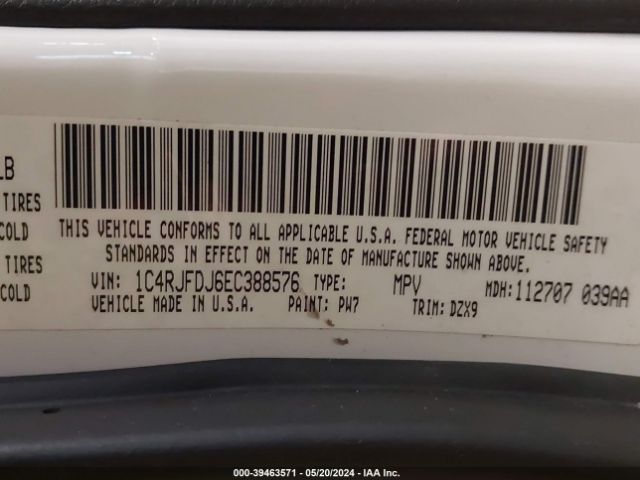 LB
TIRES
COLD
TIRES
COLD
THIS VEHICLE CONFORMS TO ALL APPLICABLE U.S.A. FEDERAL MOTOR VEHICLE SAFETY
STANDARDS IN EFFECT ON THE DATE OF MANUFACTURE SHOWN ABOVE.
VIN: 1C4RJFDJ6EC388576 TYPE: MPV MDH: 112707 039AA
VEHICLE MADE IN U.S.A. PAINT: PW7 TRIM: DZX9
000-39463571 - 05/20/2024 - IAA Inc.